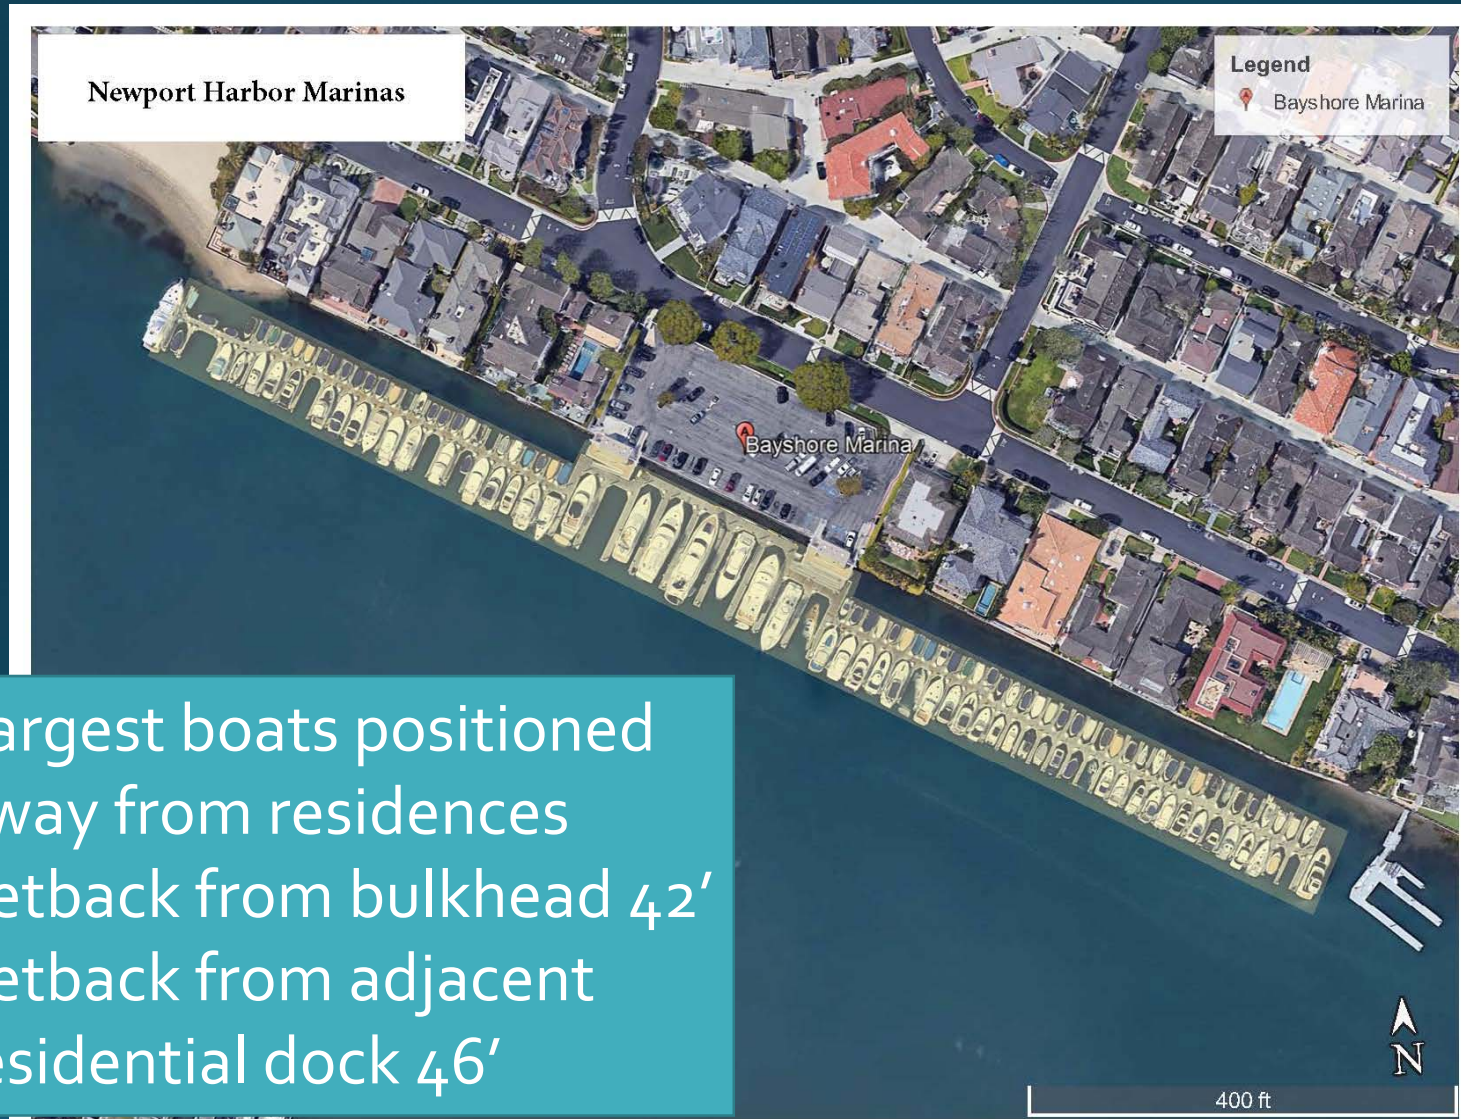 Newport Harbor Marinas
Legend
A Bayshore Marina
A
Bayshore Marina
argest boats positioned
way from residences
etback from bulkhead 42’
etback from adjacent
esidential dock 46’
N
400 ft